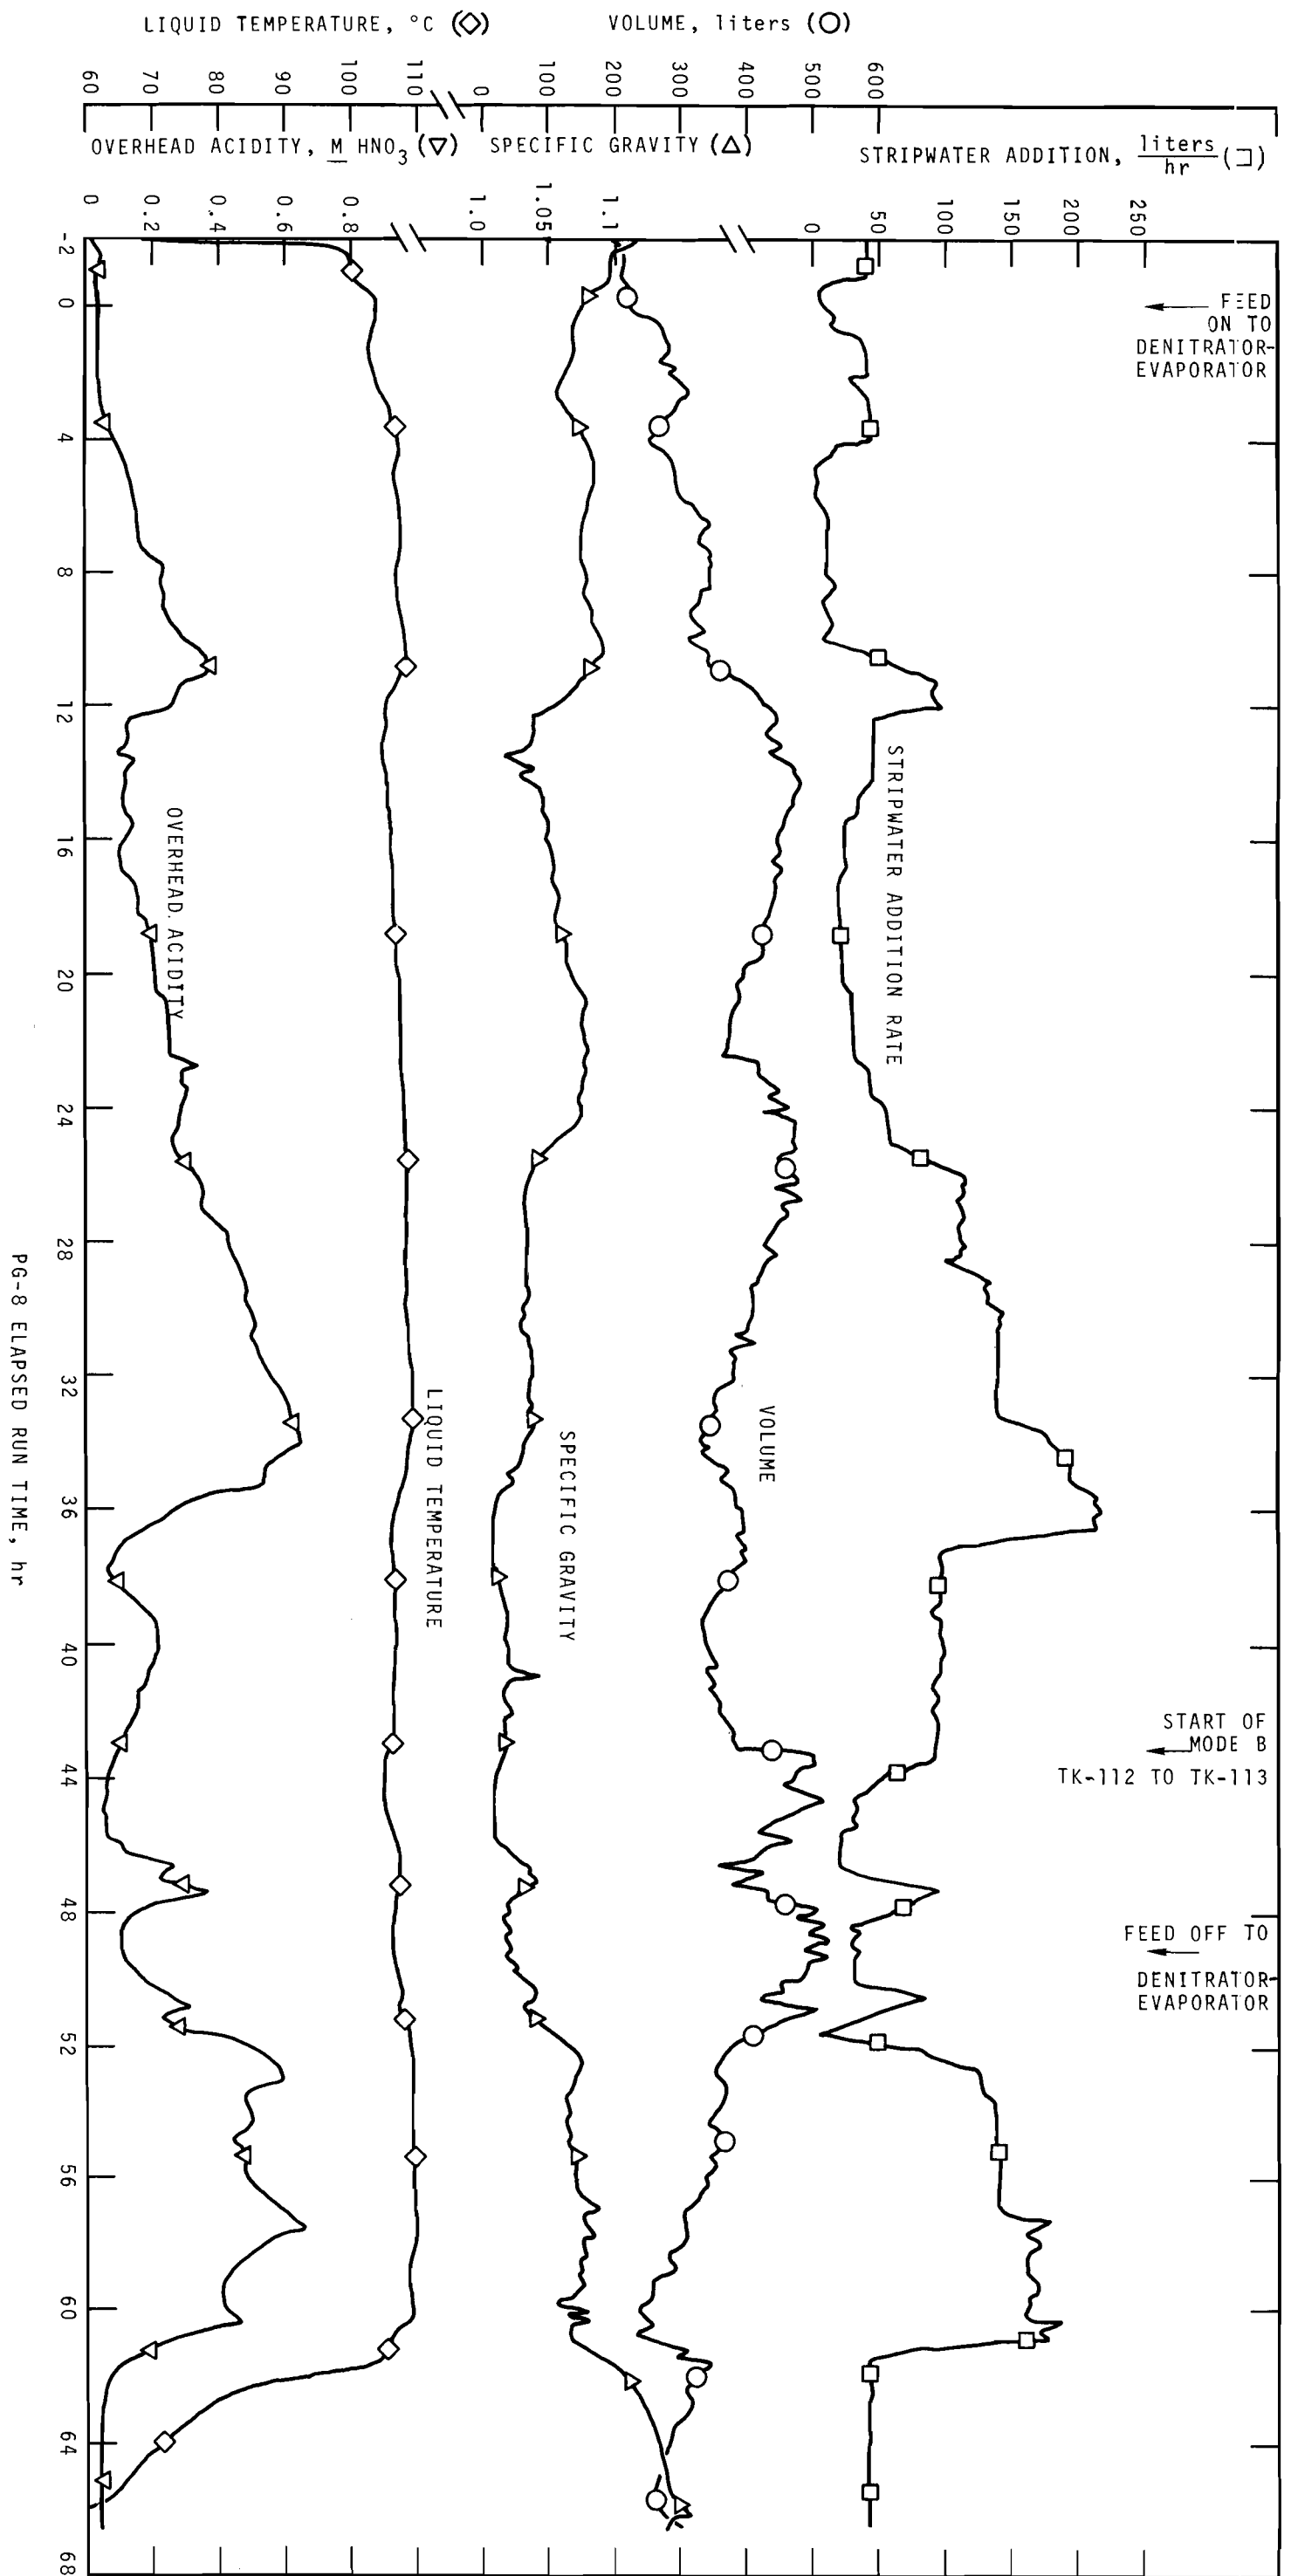 LIQUID TEMPERATURE, °C (◇)
VOLUME, liters (○)
60 70 80 90 100 110 0 100 200 300 400 500 600
OVERHEAD ACIDITY, M HNO3 (▽)
SPECIFIC GRAVITY (△)
STRIPWATER ADDITION, liters/hr (□)
0 0.2 0.4 0.6 0.8 1.0 1.05 1.1 0 50 100 150 200 250
FEED
ON TO
DENITRATOR-
EVAPORATOR
STRIPWATER ADDITION RATE
OVERHEAD ACIDITY
LIQUID TEMPERATURE
SPECIFIC GRAVITY
VOLUME
START OF
MODE B
TK-112 TO TK-113
FEED OFF TO
DENITRATOR-
EVAPORATOR
-2 0 4 8 12 16 20 24 28 32 36 40 44 48 52 56 60 64 68
PG-8 ELAPSED RUN TIME, hr